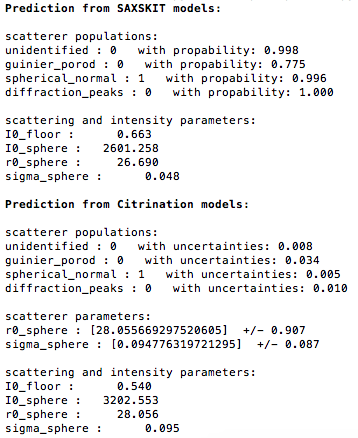 Prediction from SAXSKIT models:
scatterer populations:
unidentified : 0 with propability: 0.998
guinier_porod : 0 with propability: 0.775
spherical_normal : 1 with propability: 0.996
diffraction_peaks : 0 with propability: 1.000
scattering and intensity parameters:
I0_floor : 0.663
I0_sphere : 2601.258
r0_sphere : 26.690
sigma_sphere : 0.048
Prediction from Citrination models:
scatterer populations:
unidentified : 0 with uncertainties: 0.008
guinier_porod : 0 with uncertainties: 0.034
spherical_normal : 1 with uncertainties: 0.005
diffraction_peaks : 0 with uncertainties: 0.010
scatterer parameters:
r0_sphere : [28.055669297520605] +/- 0.907
sigma_sphere : [0.094776319721295] +/- 0.087
scattering and intensity parameters:
I0_floor : 0.540
I0_sphere : 3202.553
r0_sphere : 28.056
sigma_sphere : 0.095